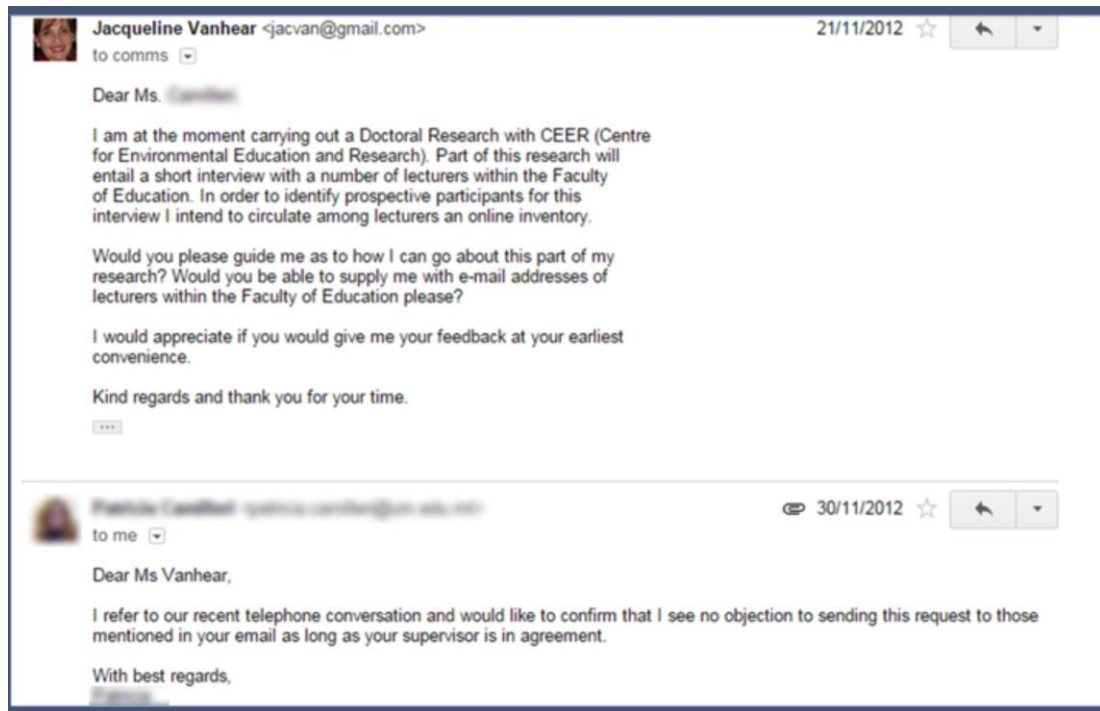 Jacqueline Vanhear <jacvan@gmail.com> 21/11/2012
to comms
Dear Ms.
I am at the moment carrying out a Doctoral Research with CEER (Centre
for Environmental Education and Research). Part of this research will
entail a short interview with a number of lecturers within the Faculty
of Education. In order to identify prospective participants for this
interview I intend to circulate among lecturers an online inventory.
Would you please guide me as to how I can go about this part of my
research? Would you be able to supply me with e-mail addresses of
lecturers within the Faculty of Education please?
I would appreciate if you would give me your feedback at your earliest
convenience.
Kind regards and thank you for your time.
30/11/2012
to me
Dear Ms Vanhear,
I refer to our recent telephone conversation and would like to confirm that I see no objection to sending this request to those
mentioned in your email as long as your supervisor is in agreement.
With best regards,